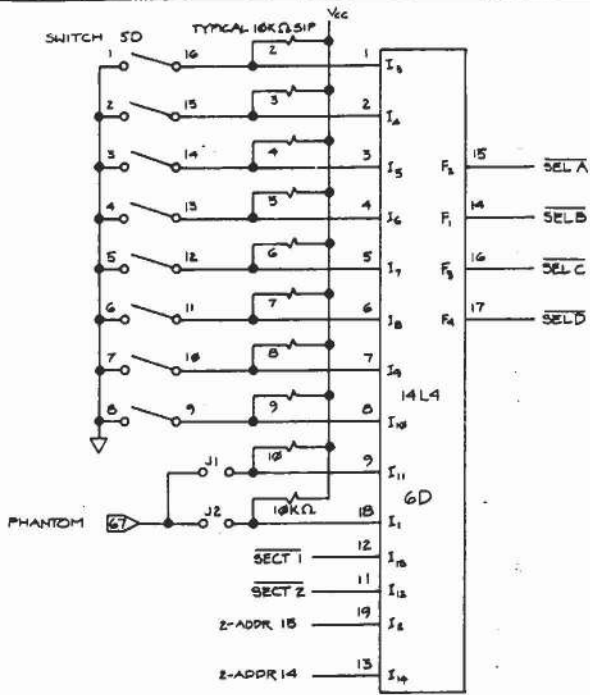 Vcc
TYPICAL 10KΩ SIP
SWITCH 5D
1 16 2 1 I3
2 15 3 2 I4
3 14 4 3 I5 F2 15 SEL A
4 13 5 4 I6 F1 14 SEL B
5 12 6 5 I7 F3 16 SEL C
6 11 7 6 I8 F4 17 SEL D
7 10 8 7 I9
14L4
8 9 9 8 I10
J1 10 9 I11
6D
PHANTOM 67 J2 10KΩ 18 I1
SECT 1 12 I13
SECT 2 11 I12
2-ADDR 15 19 I2
2-ADDR 14 13 I14